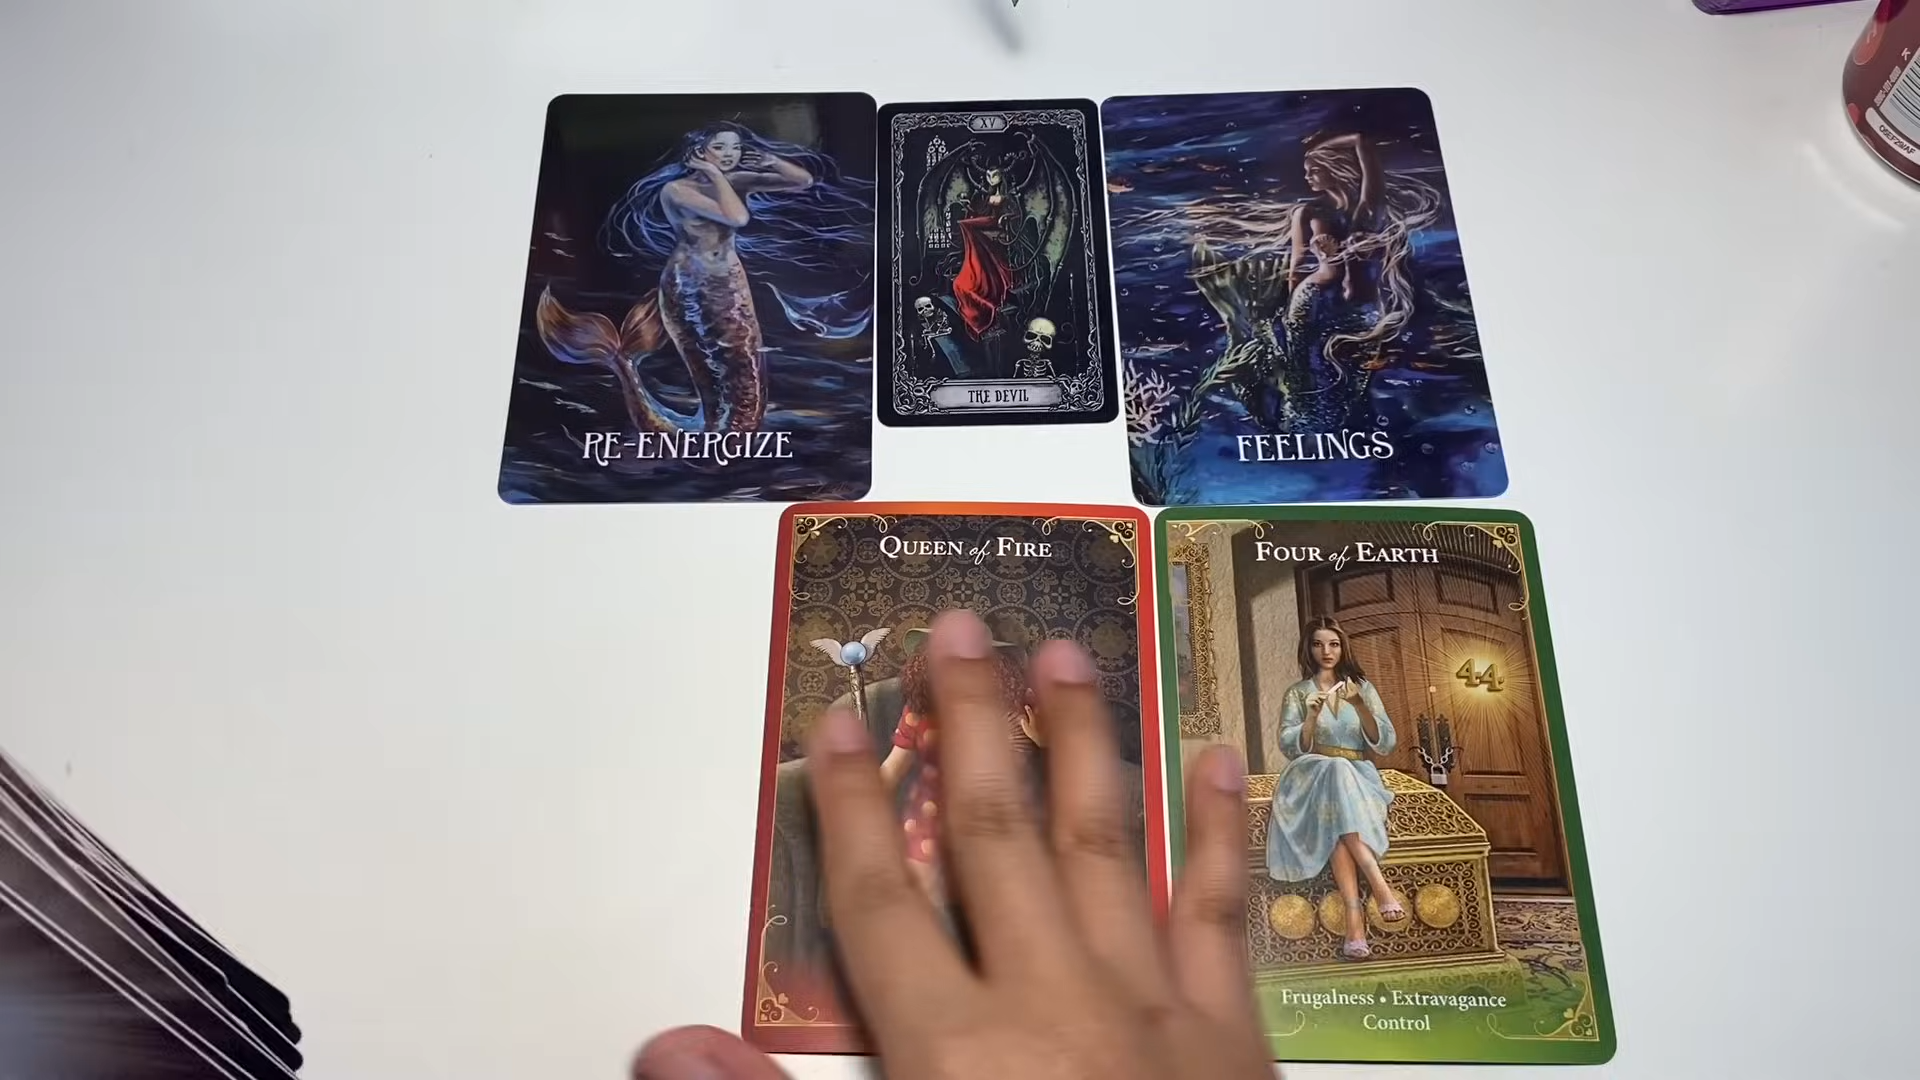 XV
THE DEVIL
RE-ENERGIZE
FEELINGS
QUEEN of FIRE
FOUR of EARTH
44
Frugalness • Extravagance
Control
K